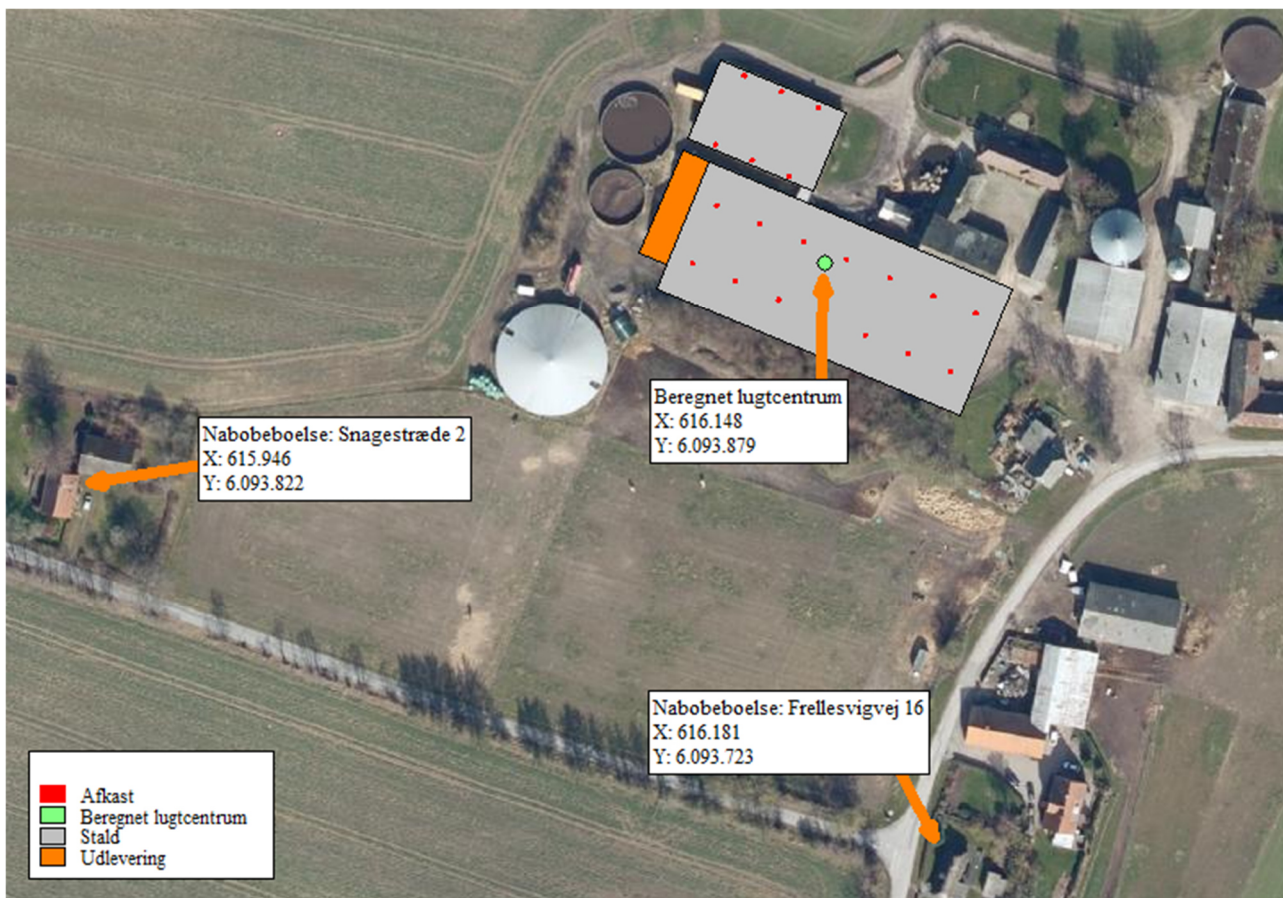 Beregnet lugtcentrum
X: 616.148
Y: 6.093.879
Nabobeboelse: Snagestræde 2
X: 615.946
Y: 6.093.822
Nabobeboelse: Frellesvigvej 16
X: 616.181
Y: 6.093.723
Afkast
Beregnet lugtcentrum
Stald
Udlevering